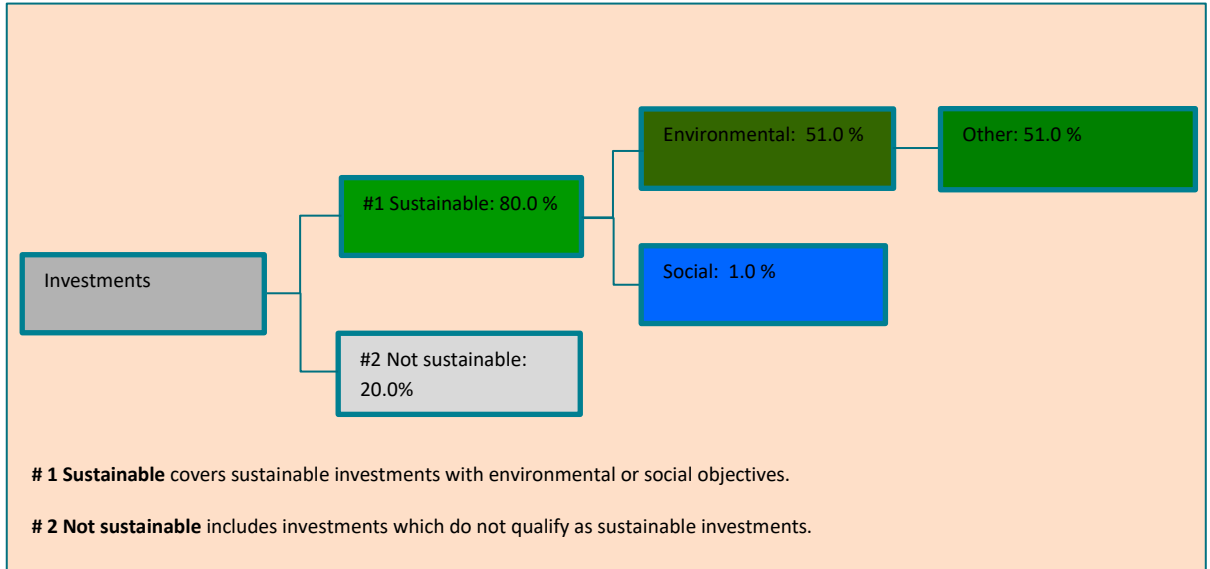 Environmental:  51.0 %
Other: 51.0 %
#1 Sustainable: 80.0 %
Social:  1.0 %
Investments
#2 Not sustainable:
20.0%
# 1 Sustainable covers sustainable investments with environmental or social objectives.
# 2 Not sustainable includes investments which do not qualify as sustainable investments.